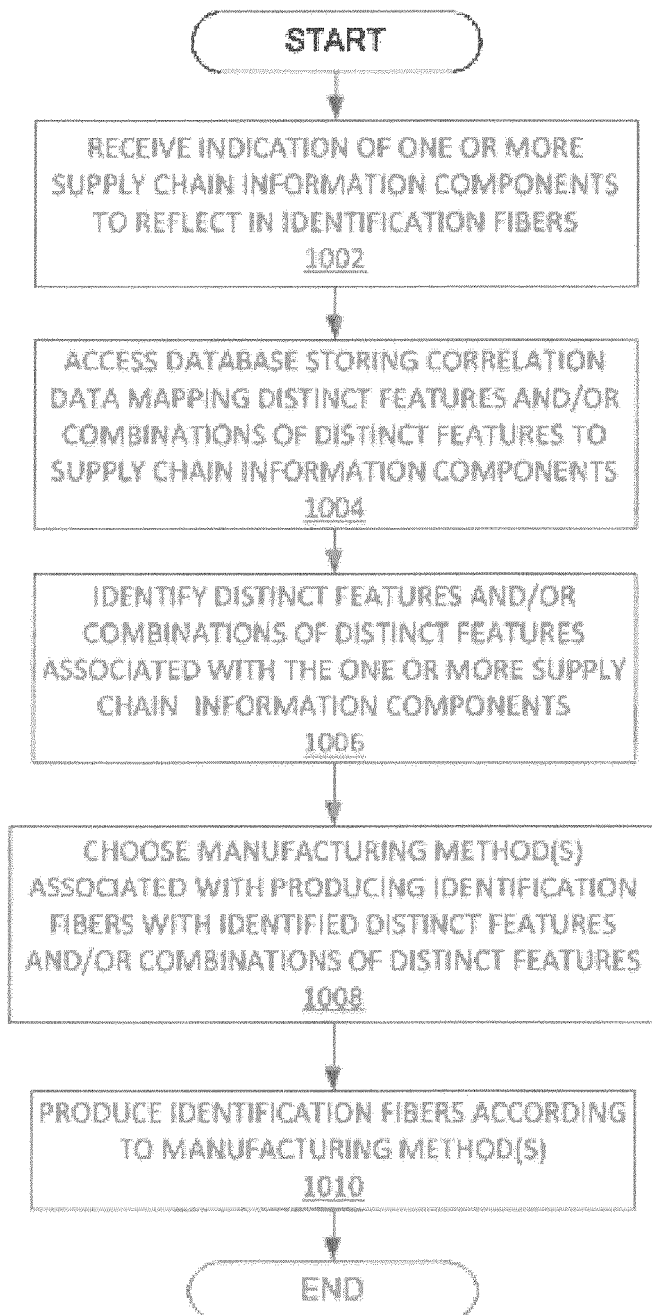 START
RECEIVE INDICATION OF ONE OR MORE
SUPPLY CHAIN INFORMATION COMPONENTS
TO REFLECT IN IDENTIFICATION FIBERS
1002
ACCESS DATABASE STORING CORRELATION
DATA MAPPING DISTINCT FEATURES AND/OR
COMBINATIONS OF DISTINCT FEATURES TO
SUPPLY CHAIN INFORMATION COMPONENTS
1004
IDENTIFY DISTINCT FEATURES AND/OR
COMBINATIONS OF DISTINCT FEATURES
ASSOCIATED WITH THE ONE OR MORE SUPPLY
CHAIN INFORMATION COMPONENTS
1006
CHOOSE MANUFACTURING METHOD(S)
ASSOCIATED WITH PRODUCING IDENTIFICATION
FIBERS WITH IDENTIFIED DISTINCT FEATURES
AND/OR COMBINATIONS OF DISTINCT FEATURES
1008
PRODUCE IDENTIFICATION FIBERS ACCORDING
TO MANUFACTURING METHOD(S)
1010
END